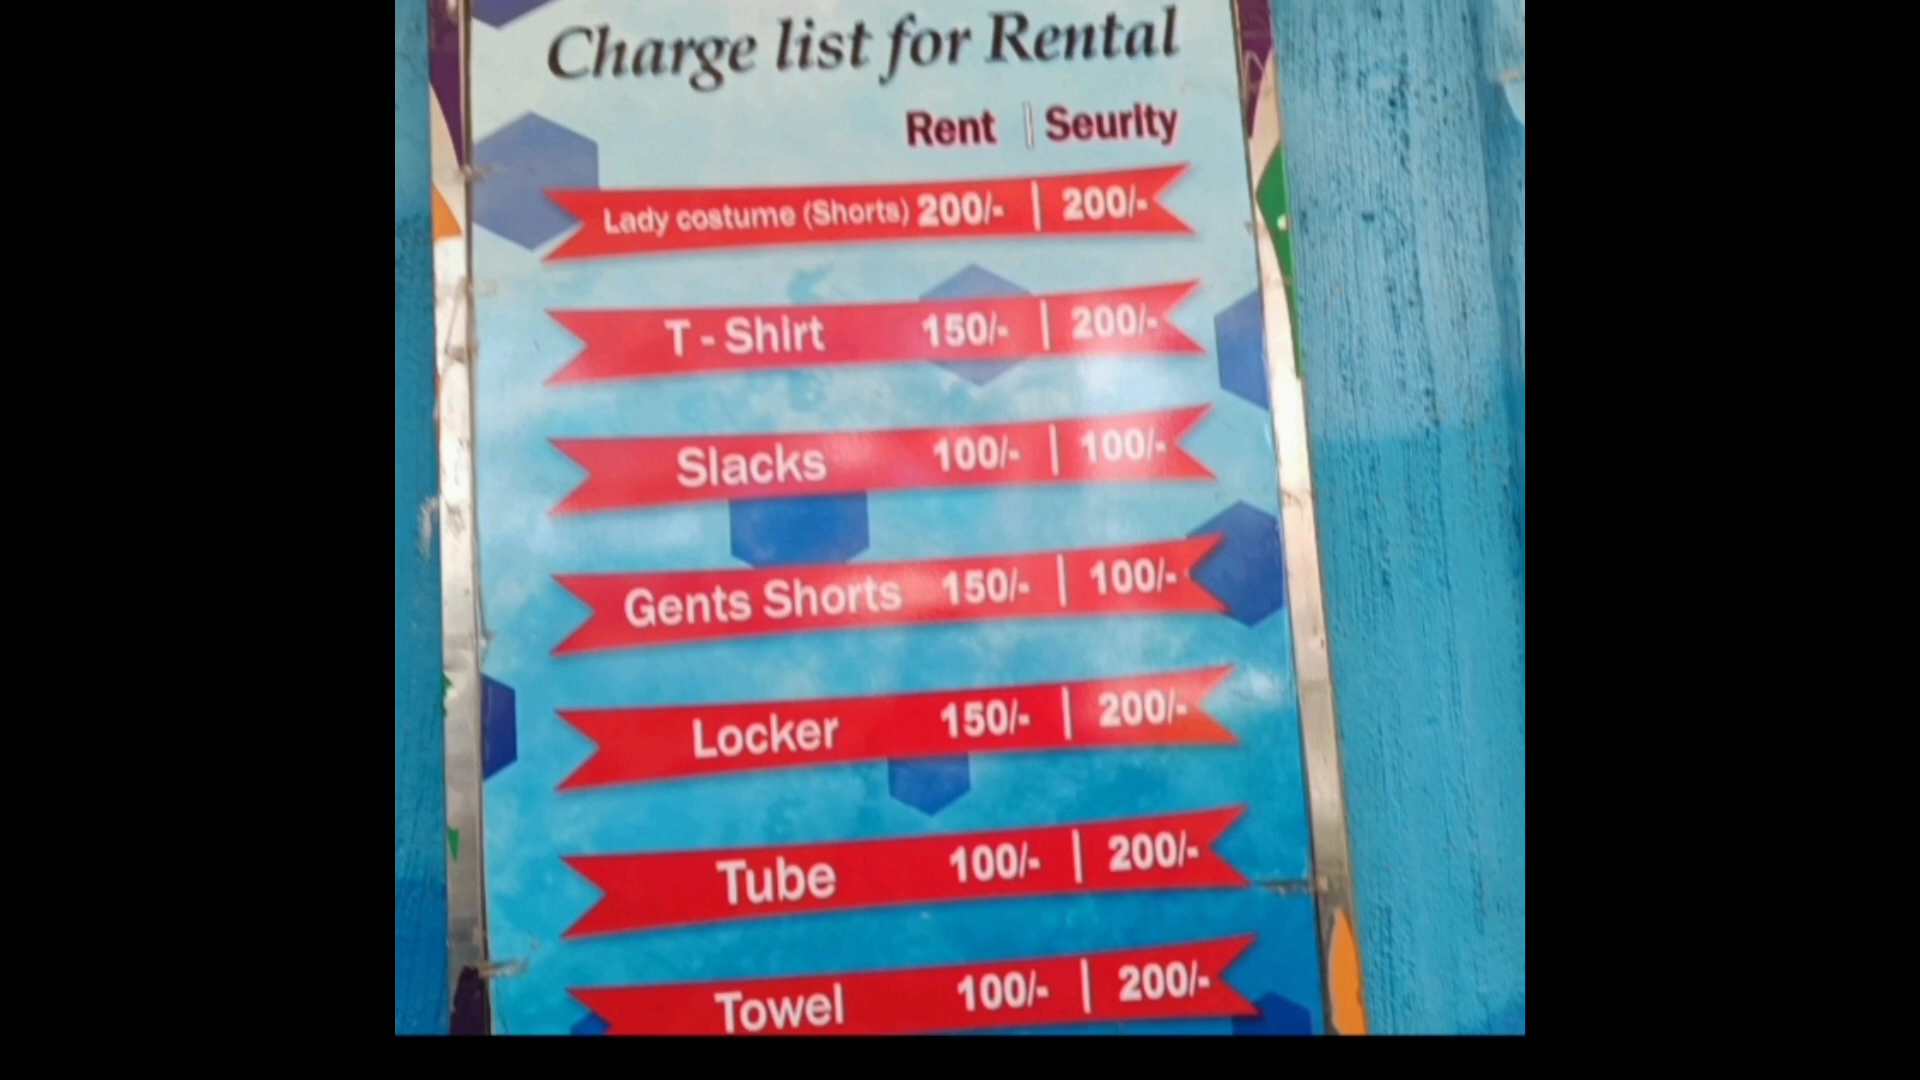 Charge list for Rental
Rent | Seurity
Lady costume (Shorts) 200/- | 200/-
T - Shirt 150/- | 200/-
Slacks 100/- | 100/-
Gents Shorts 150/- | 100/-
Locker 150/- | 200/-
Tube 100/- | 200/-
Towel 100/- | 200/-